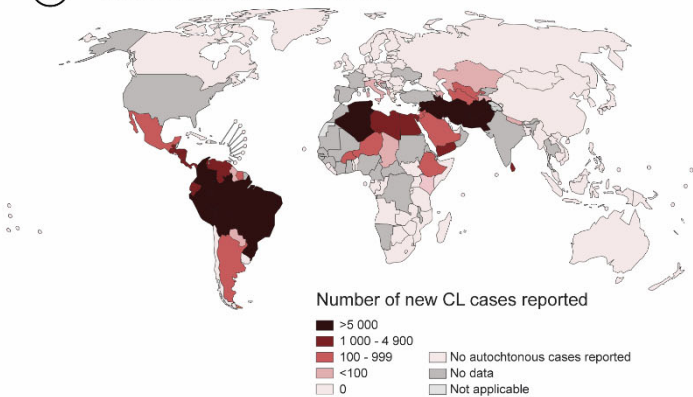 Number of new CL cases reported
>5 000
1 000 - 4 900
100 - 999
<100
0
No autochtonous cases reported
No data
Not applicable